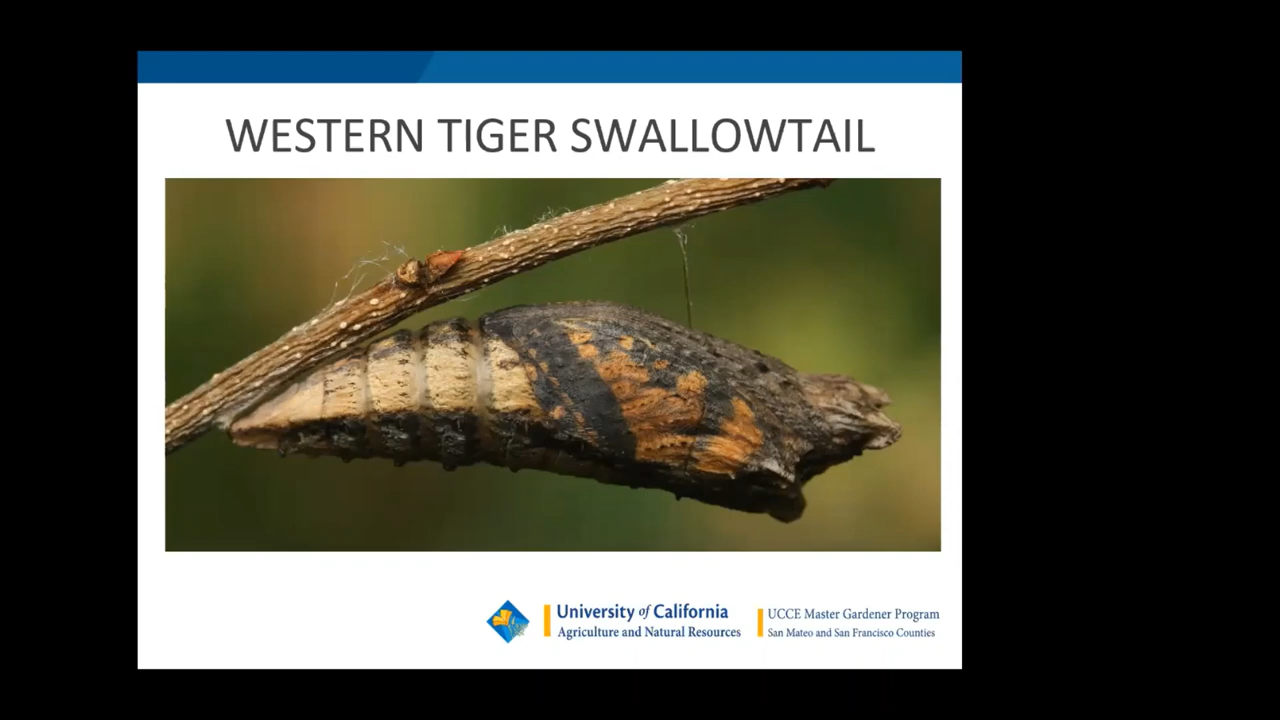 WESTERN TIGER SWALLOWTAIL
University of California
Agriculture and Natural Resources
UCCE Master Gardener Program
San Mateo and San Francisco Counties